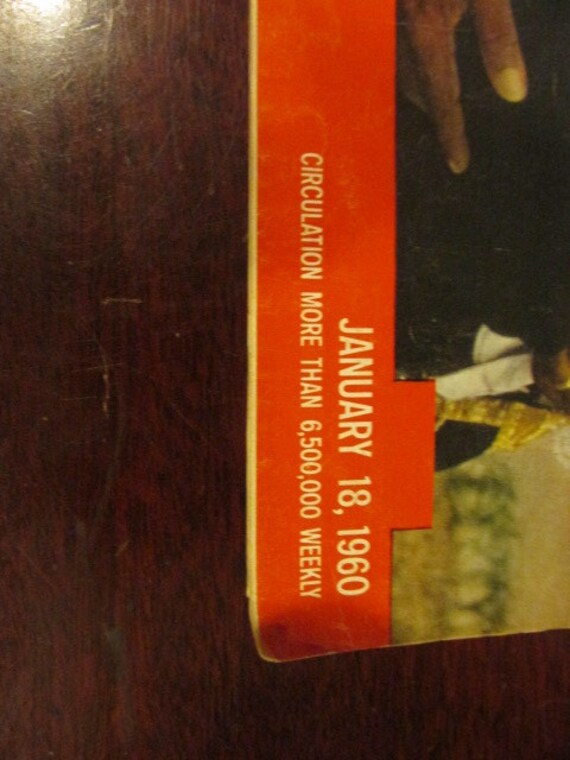 JANUARY 18, 1960
CIRCULATION MORE THAN 6,500,000 WEEKLY